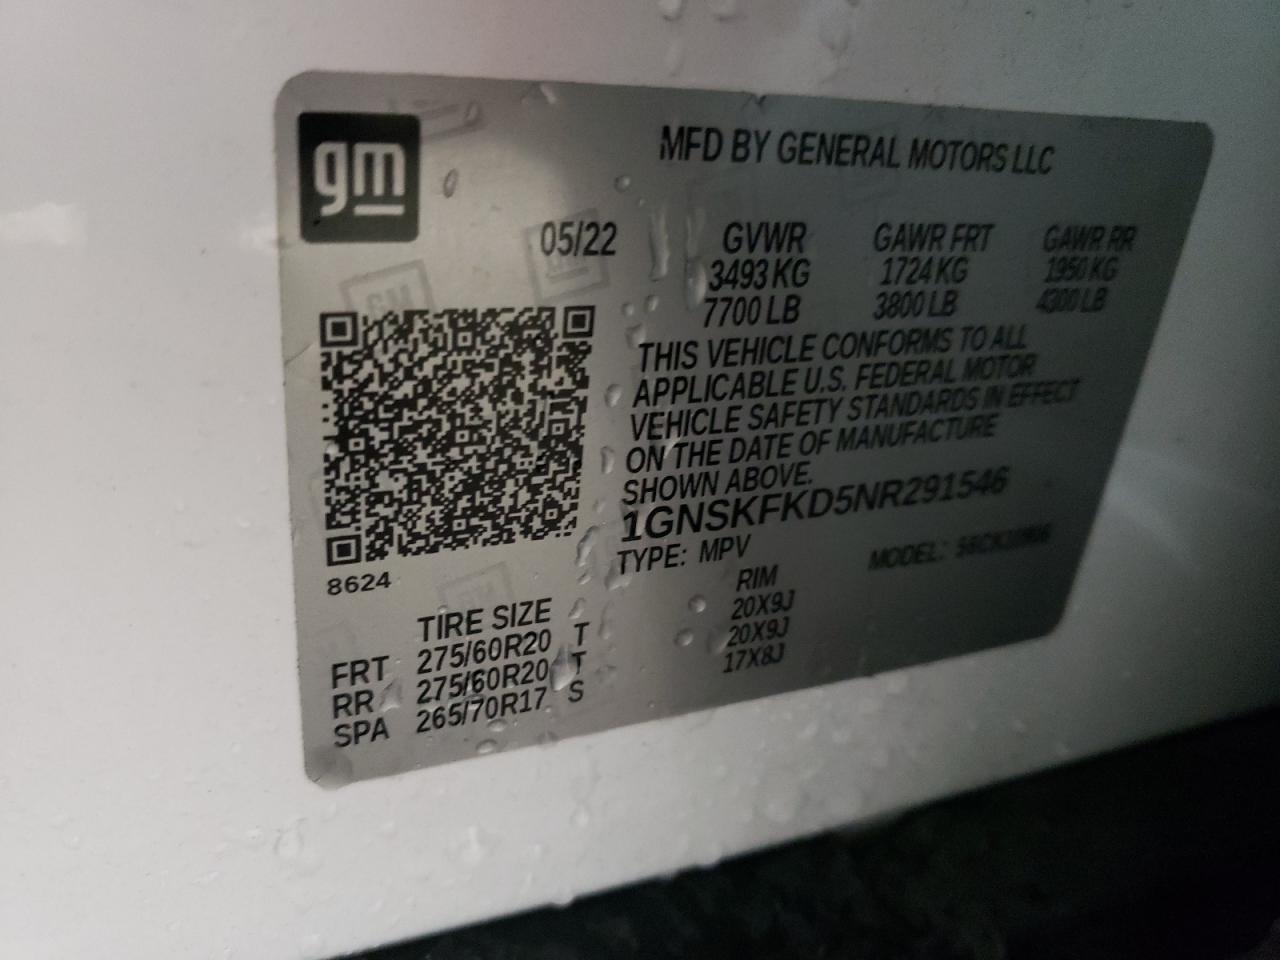 gm
MFD BY GENERAL MOTORS LLC
05/22 GVWR GAWR FRT GAWR RR
3493 KG 1724 KG 1950 KG
7700 LB 3800 LB 4300 LB
THIS VEHICLE CONFORMS TO ALL
APPLICABLE U.S. FEDERAL MOTOR
VEHICLE SAFETY STANDARDS IN EFFECT
ON THE DATE OF MANUFACTURE
SHOWN ABOVE.
1GNSKFKD5NR291546
TYPE: MPV MODEL:
8624
TIRE SIZE RIM
FRT 275/60R20 T 20X9J
RR 275/60R20 T 20X9J
SPA 265/70R17 S 17X8J